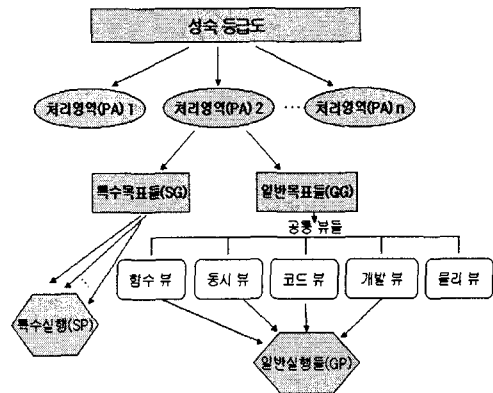 성숙 등급도
처리영역(PA) 1
처리영역(PA) 2
···
처리영역(PA) n
특수목표들(SG)
일반목표들(GG)
공통 뷰들
함수 뷰
동시 뷰
코드 뷰
개발 뷰
물리 뷰
특수실행(SP)
일반실행들(GP)